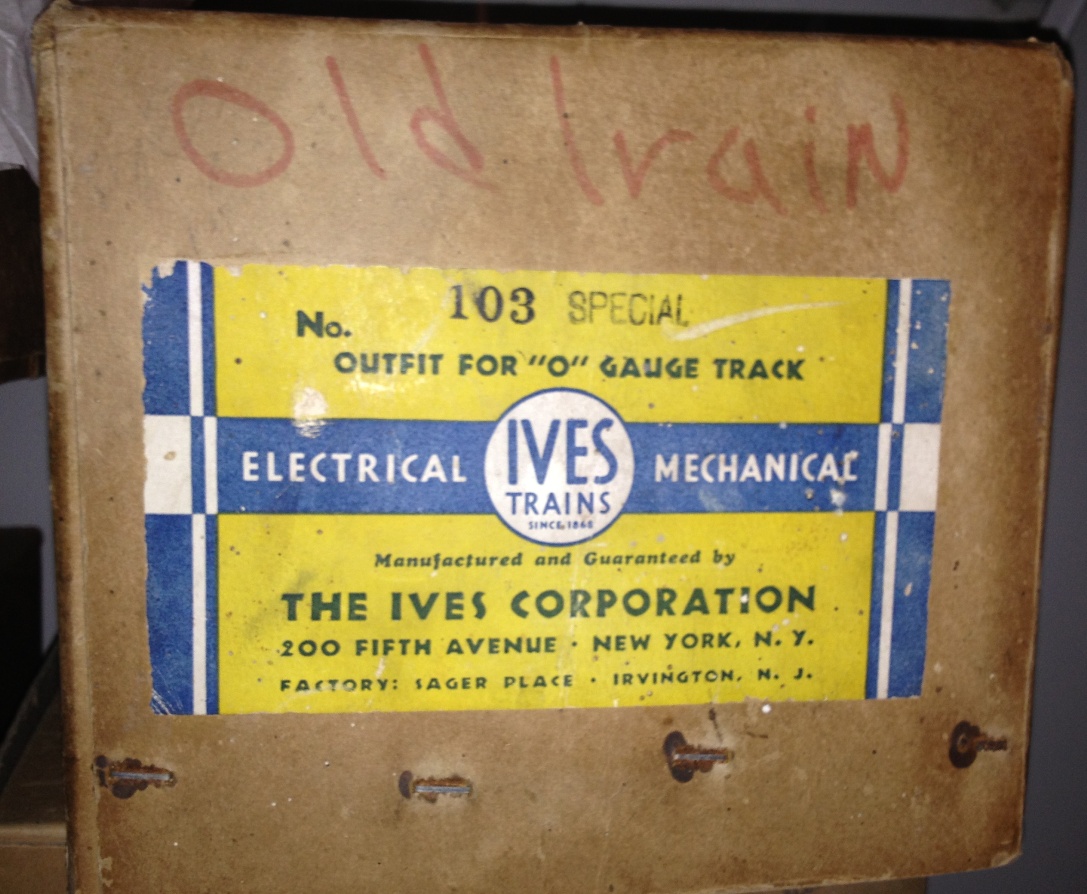 Old Train
103 SPECIAL
No.
OUTFIT FOR "O" GAUGE TRACK
ELECTRICAL IVES MECHANICAL
TRAINS
SINCE 1868
Manufactured and Guaranteed by
THE IVES CORPORATION
200 FIFTH AVENUE · NEW YORK, N. Y.
FACTORY: SAGER PLACE · IRVINGTON, N. J.